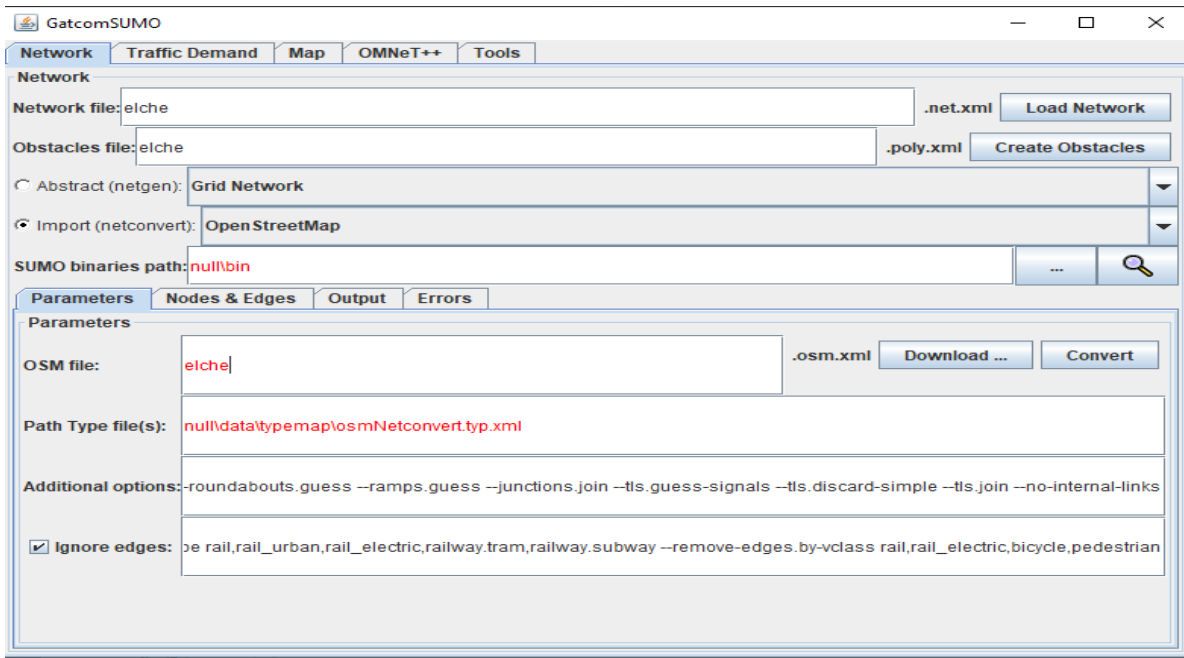 GatcomSUMO
Network Traffic Demand Map OMNeT++ Tools
Network
Network file: elche .net.xml Load Network
Obstacles file: elche .poly.xml Create Obstacles
Abstract (netgen): Grid Network
Import (netconvert): OpenStreetMap
SUMO binaries path: null\bin ...
Parameters Nodes & Edges Output Errors
Parameters
OSM file: elche .osm.xml Download ... Convert
Path Type file(s): null\data\typemap\osmNetconvert.typ.xml
Additional options: -roundabouts.guess --ramps.guess --junctions.join --tls.guess-signals --tls.discard-simple --tls.join --no-internal-links
Ignore edges: rail,rail_urban,rail_electric,railway.tram,railway.subway --remove-edges.by-vclass rail,rail_electric,bicycle,pedestrian